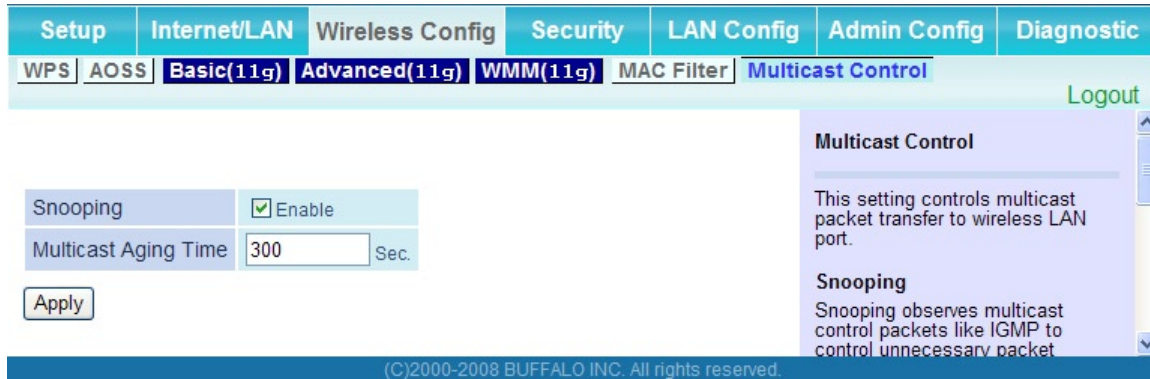 Setup Internet/LAN Wireless Config Security LAN Config Admin Config Diagnostic
WPS AOSS Basic(11g) Advanced(11g) WMM(11g) MAC Filter Multicast Control
Logout
Snooping Enable
Multicast Aging Time 300 Sec.
Apply
Multicast Control
This setting controls multicast
packet transfer to wireless LAN
port.
Snooping
Snooping observes multicast
control packets like IGMP to
control unnecessary packet
(C)2000-2008 BUFFALO INC. All rights reserved.